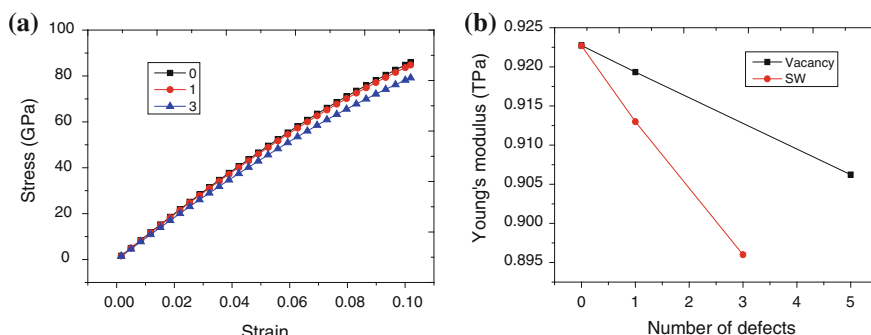 (a)
100
80
60
40
20
0
Stress (GPa)
0
1
3
0.00 0.02 0.04 0.06 0.08 0.10
Strain
(b)
0.925
0.920
0.915
0.910
0.905
0.900
0.895
Young's modulus (TPa)
Vacancy
SW
0 1 2 3 4 5
Number of defects